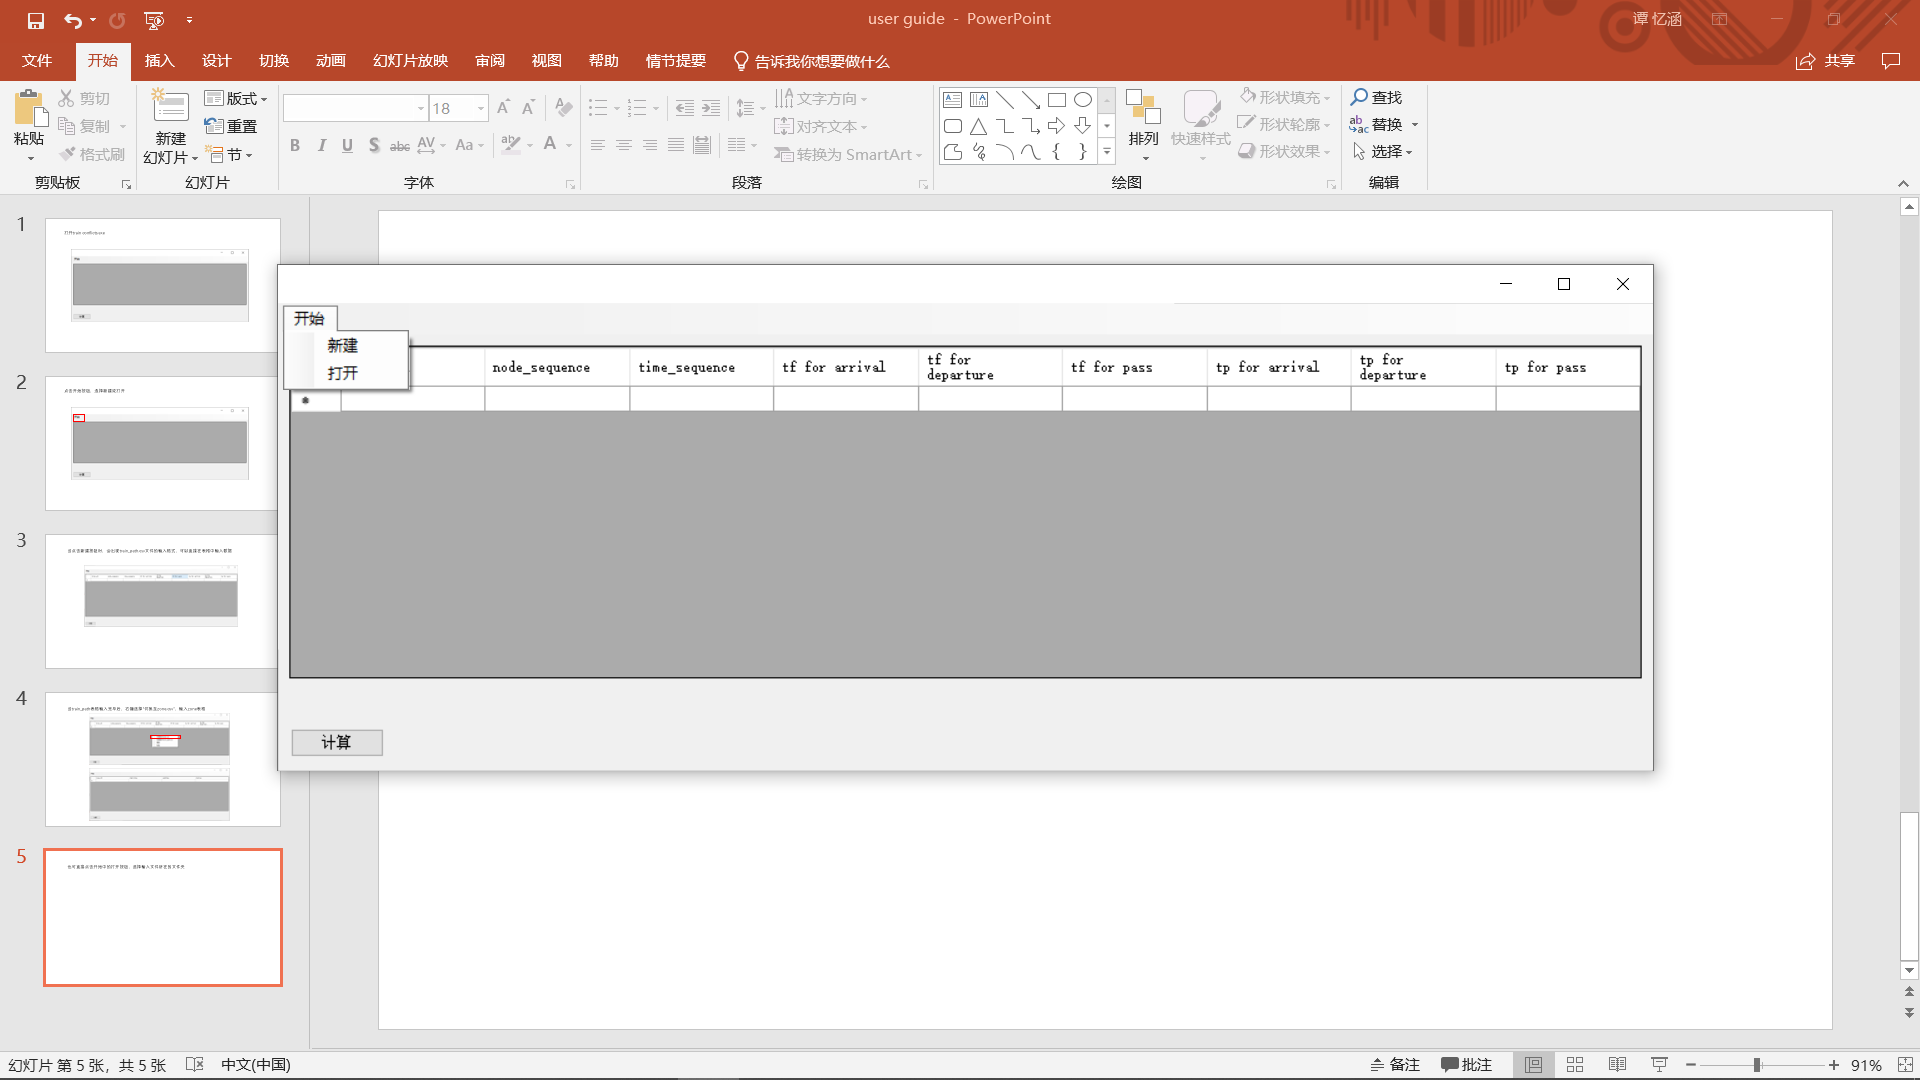 user guide - PowerPoint
谭 忆涵
文件
开始
插入
设计
切换
动画
幻灯片放映
审阅
视图
帮助
情节提要
告诉我你想要做什么
共享
粘贴
剪切
复制
格式刷
剪贴板
新建
幻灯片
版式
重置
节
幻灯片
18
B I U S abc AV Aa A
字体
文字方向
对齐文本
转换为 SmartArt
段落
排列
快速样式
形状填充
形状轮廓
形状效果
绘图
查找
替换
选择
编辑
1
2
3
4
5
开始
新建
打开
node_sequence
time_sequence
tf for arrival
tf for
departure
tf for pass
tp for arrival
tp for
departure
tp for pass
计算
幻灯片 第 5 张，共 5 张
中文(中国)
备注
批注
91%